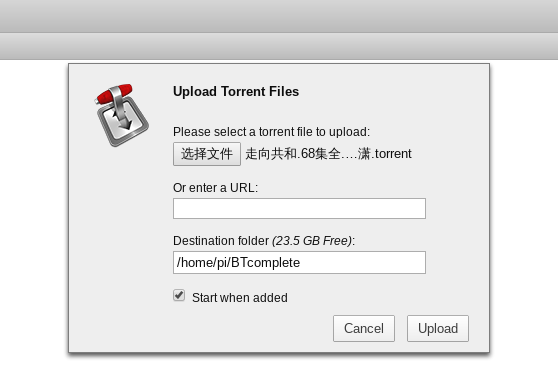 Upload Torrent Files
Please select a torrent file to upload:
选择文件 走向共和.68集全.…潇.torrent
Or enter a URL:
Destination folder (23.5 GB Free):
/home/pi/BTcomplete
Start when added
Cancel Upload